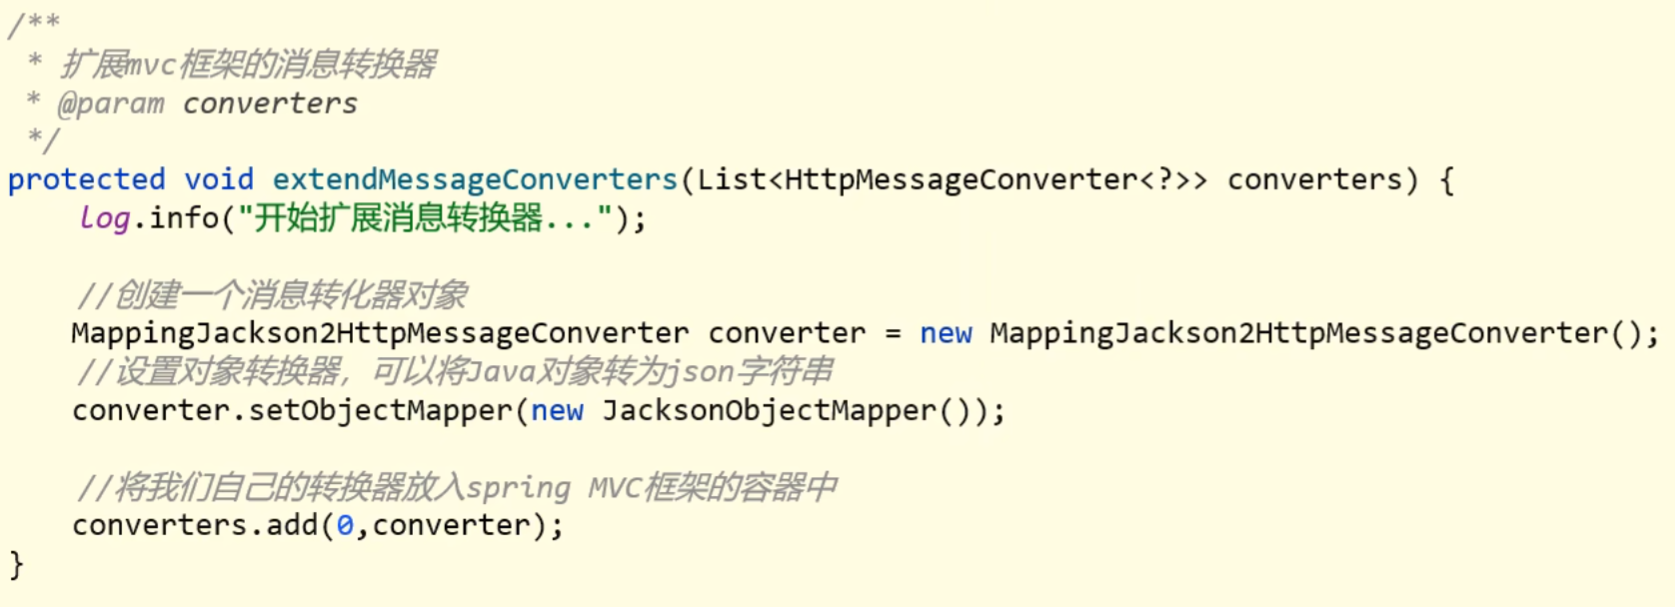 /**
 * 扩展mvc框架的消息转换器
 * @param converters
 */
protected void extendMessageConverters(List<HttpMessageConverter<?>> converters) {
    log.info("开始扩展消息转换器...");
    //创建一个消息转化器对象
    MappingJackson2HttpMessageConverter converter = new MappingJackson2HttpMessageConverter();
    //设置对象转换器，可以将Java对象转为json字符串
    converter.setObjectMapper(new JacksonObjectMapper());
    //将我们自己的转换器放入spring MVC框架的容器中
    converters.add(0,converter);
}